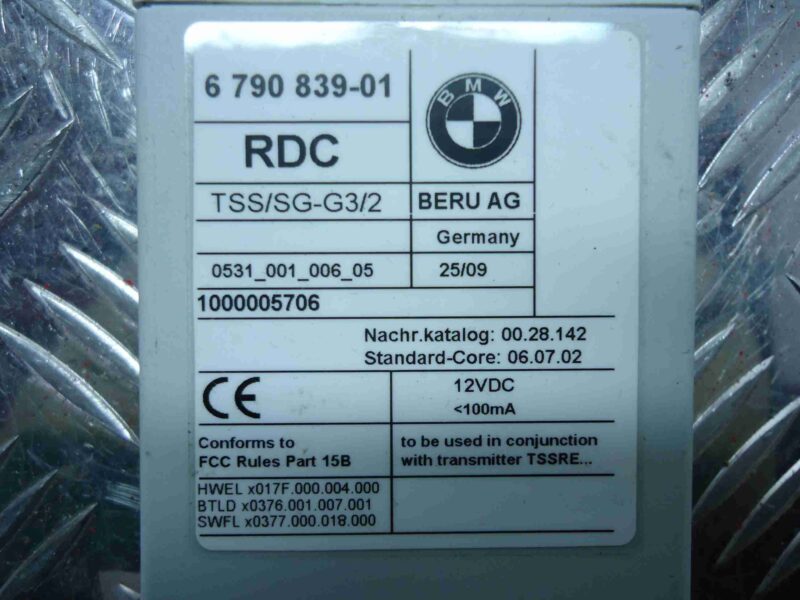 6 790 839-01
BMW
RDC
TSS/SG-G3/2
BERU AG
Germany
0531_001_006_05
25/09
1000005706
Nachr.katalog: 00.28.142
Standard-Core: 06.07.02
CE
12VDC
<100mA
Conforms to
FCC Rules Part 15B
to be used in conjunction
with transmitter TSSRE...
HWEL x017F.000.004.000
BTLD x0376.001.007.001
SWFL x0377.000.018.000